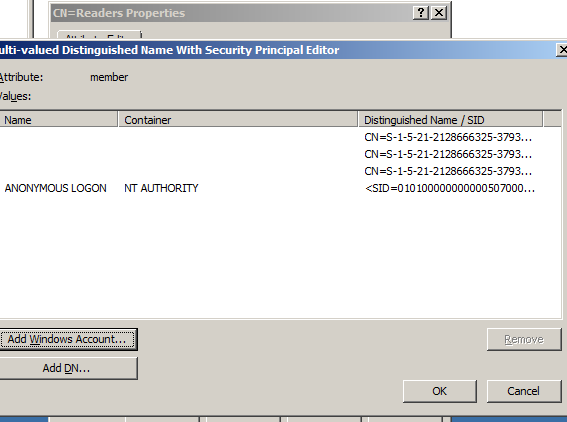 CN=Readers Properties
ulti-valued Distinguished Name With Security Principal Editor
Attribute: member
Values:
Name Container Distinguished Name / SID
CN=S-1-5-21-2128666325-3793...
CN=S-1-5-21-2128666325-3793...
CN=S-1-5-21-2128666325-3793...
ANONYMOUS LOGON NT AUTHORITY <SID=010100000000000507000...
Add Windows Account... Remove
Add DN...
OK Cancel